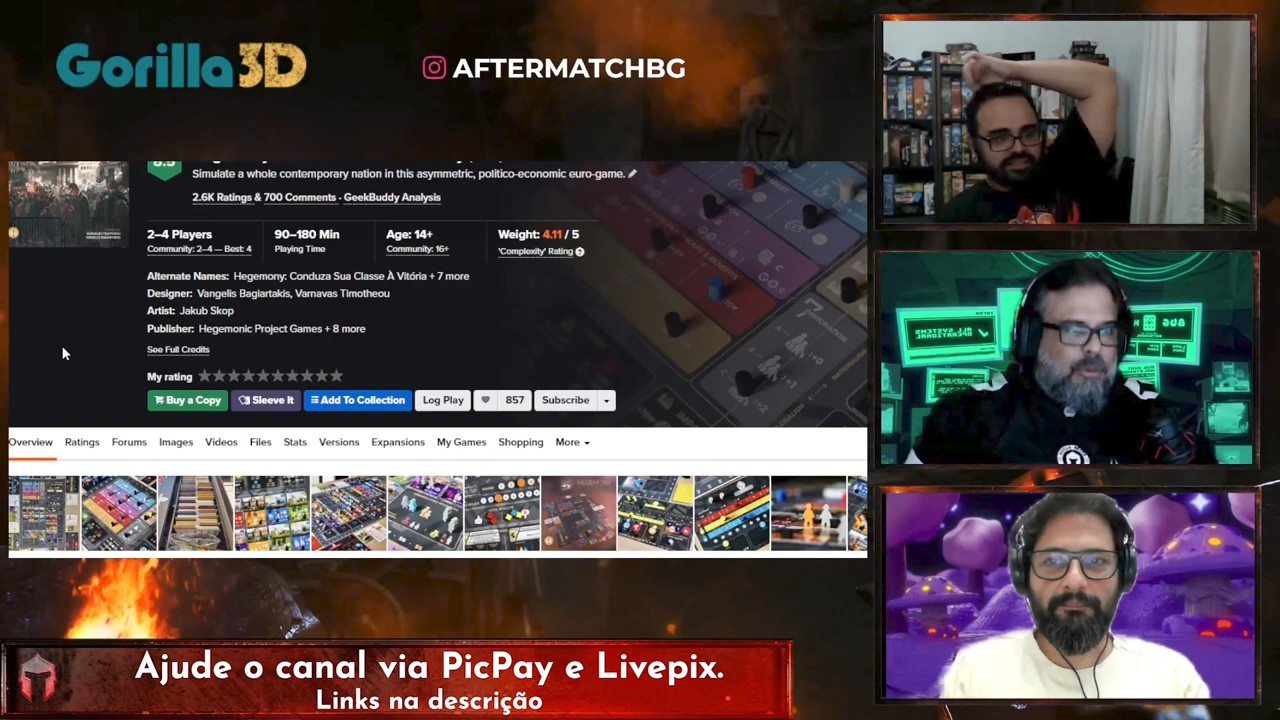 Gorilla3D
AFTERMATCHBG
Simulate a whole contemporary nation in this asymmetric, politico-economic euro-game.
2.6K Ratings & 700 Comments - GeekBuddy Analysis
2–4 Players
Community: 2–4 — Best: 4
90–180 Min
Playing Time
Age: 14+
Community: 16+
Weight: 4.11 / 5
'Complexity' Rating ?
Alternate Names: Hegemony: Conduza Sua Classe À Vitória + 7 more
Designer: Vangelis Bagiartakis, Varnavas Timotheou
Artist: Jakub Skop
Publisher: Hegemonic Project Games + 8 more
See Full Credits
My rating
Buy a Copy
Sleeve It
Add To Collection
Log Play
857
Subscribe
Overview
Ratings
Forums
Images
Videos
Files
Stats
Versions
Expansions
My Games
Shopping
More
HEGEMONY
ALL SYSTEMS
OPERATIONAL
Ajude o canal via PicPay e Livepix.
Links na descrição